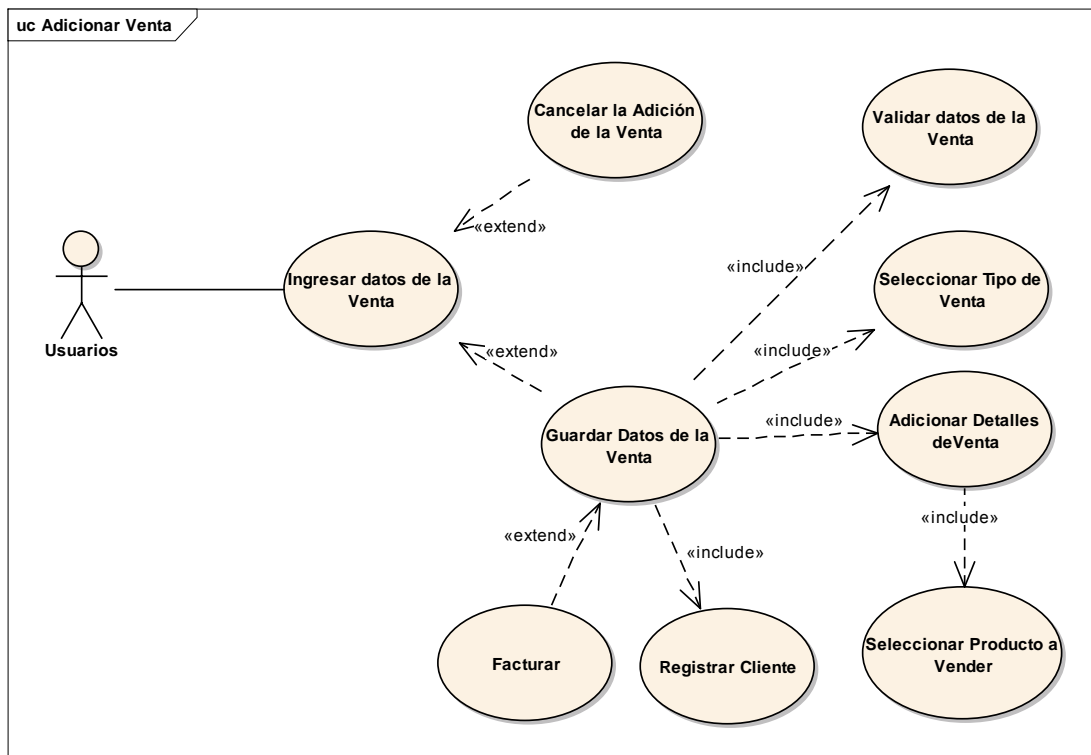 uc Adicionar Venta
Cancelar la Adición
de la Venta
Validar datos de la
Venta
«extend»
Ingresar datos de la
Venta
«include»
Seleccionar Tipo de
Venta
Usuarios
«extend»
«include»
Guardar Datos de la
Venta
«include»
Adicionar Detalles
deVenta
«extend»
«include»
«include»
Facturar
Registrar Cliente
Seleccionar Producto a
Vender